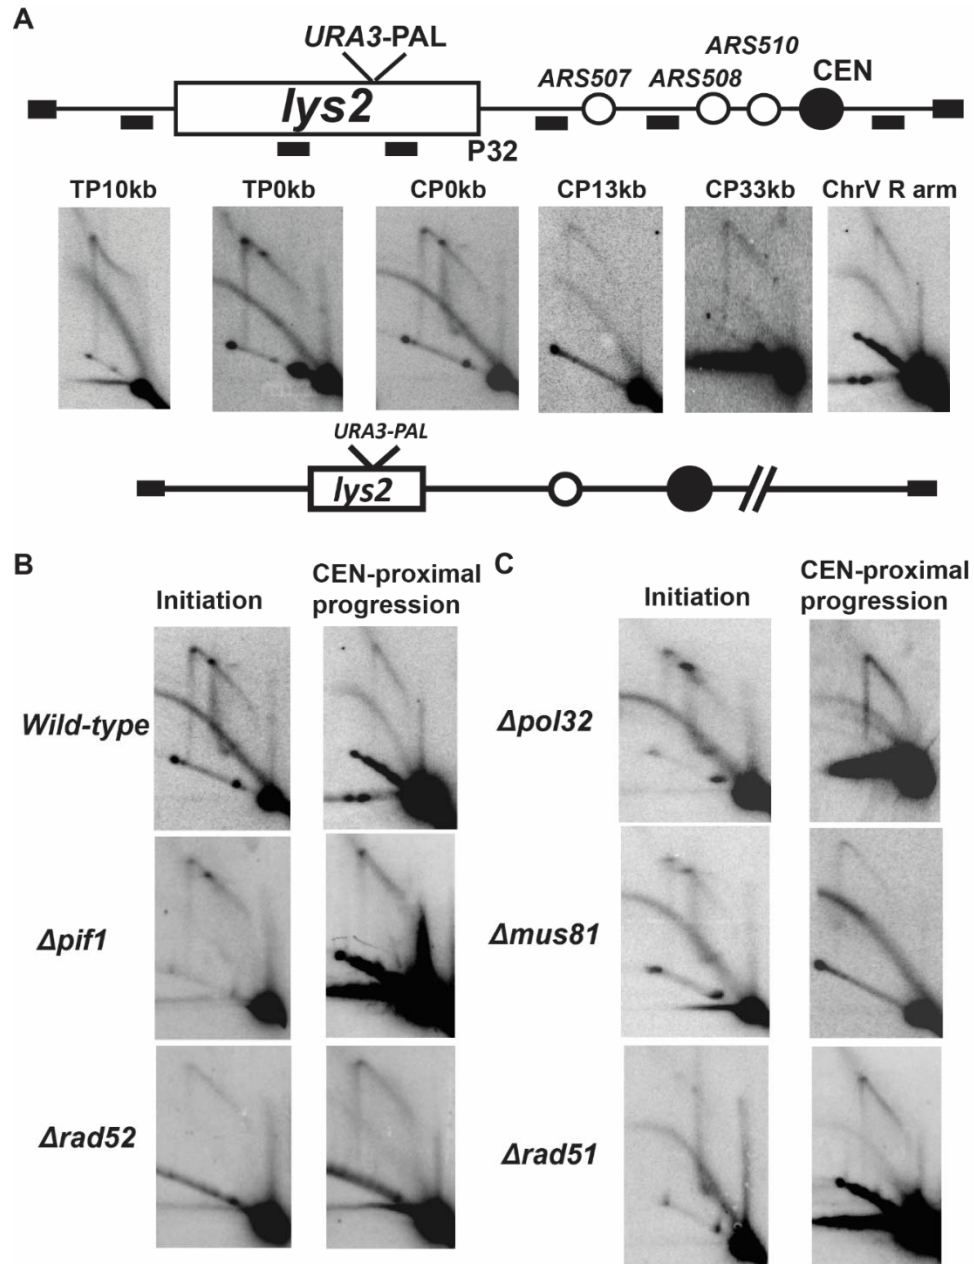 A
URA3-PAL
ARS510
ARS507
ARS508
CEN
lys2
P32
TP10kb
TP0kb
CP0kb
CP13kb
CP33kb
ChrV R arm
URA3-PAL
lys2
B
Initiation
CEN-proximal
progression
Wild-type
Δpif1
Δrad52
C
Initiation
CEN-proximal
progression
Δpol32
Δmus81
Δrad51